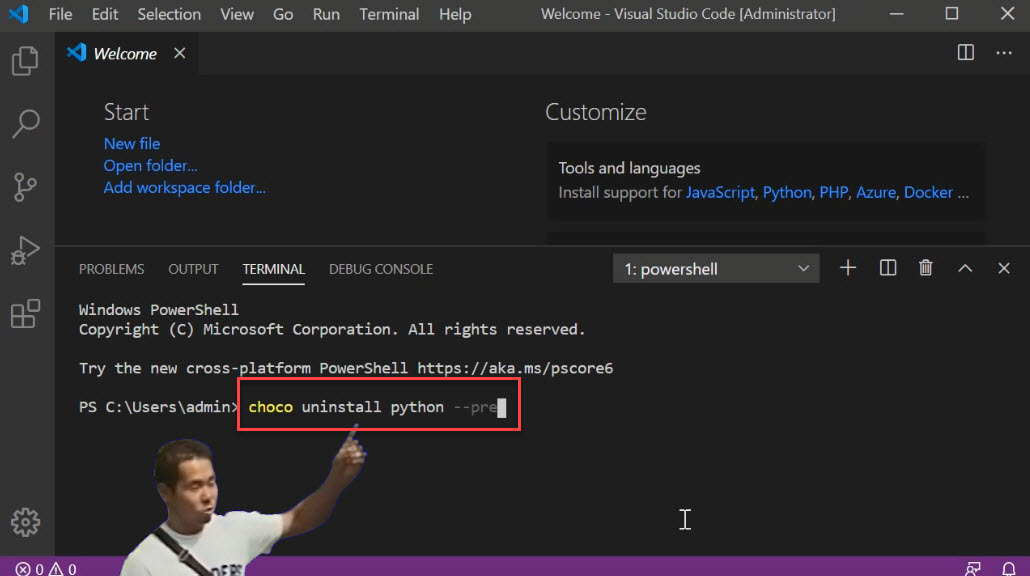 File Edit Selection View Go Run Terminal Help Welcome - Visual Studio Code [Administrator]
Welcome
Start
New file
Open folder...
Add workspace folder...
Customize
Tools and languages
Install support for JavaScript, Python, PHP, Azure, Docker ...
PROBLEMS OUTPUT TERMINAL DEBUG CONSOLE 1: powershell
Windows PowerShell
Copyright (C) Microsoft Corporation. All rights reserved.
Try the new cross-platform PowerShell https://aka.ms/pscore6
PS C:\Users\admin> choco uninstall python --pre
0 0